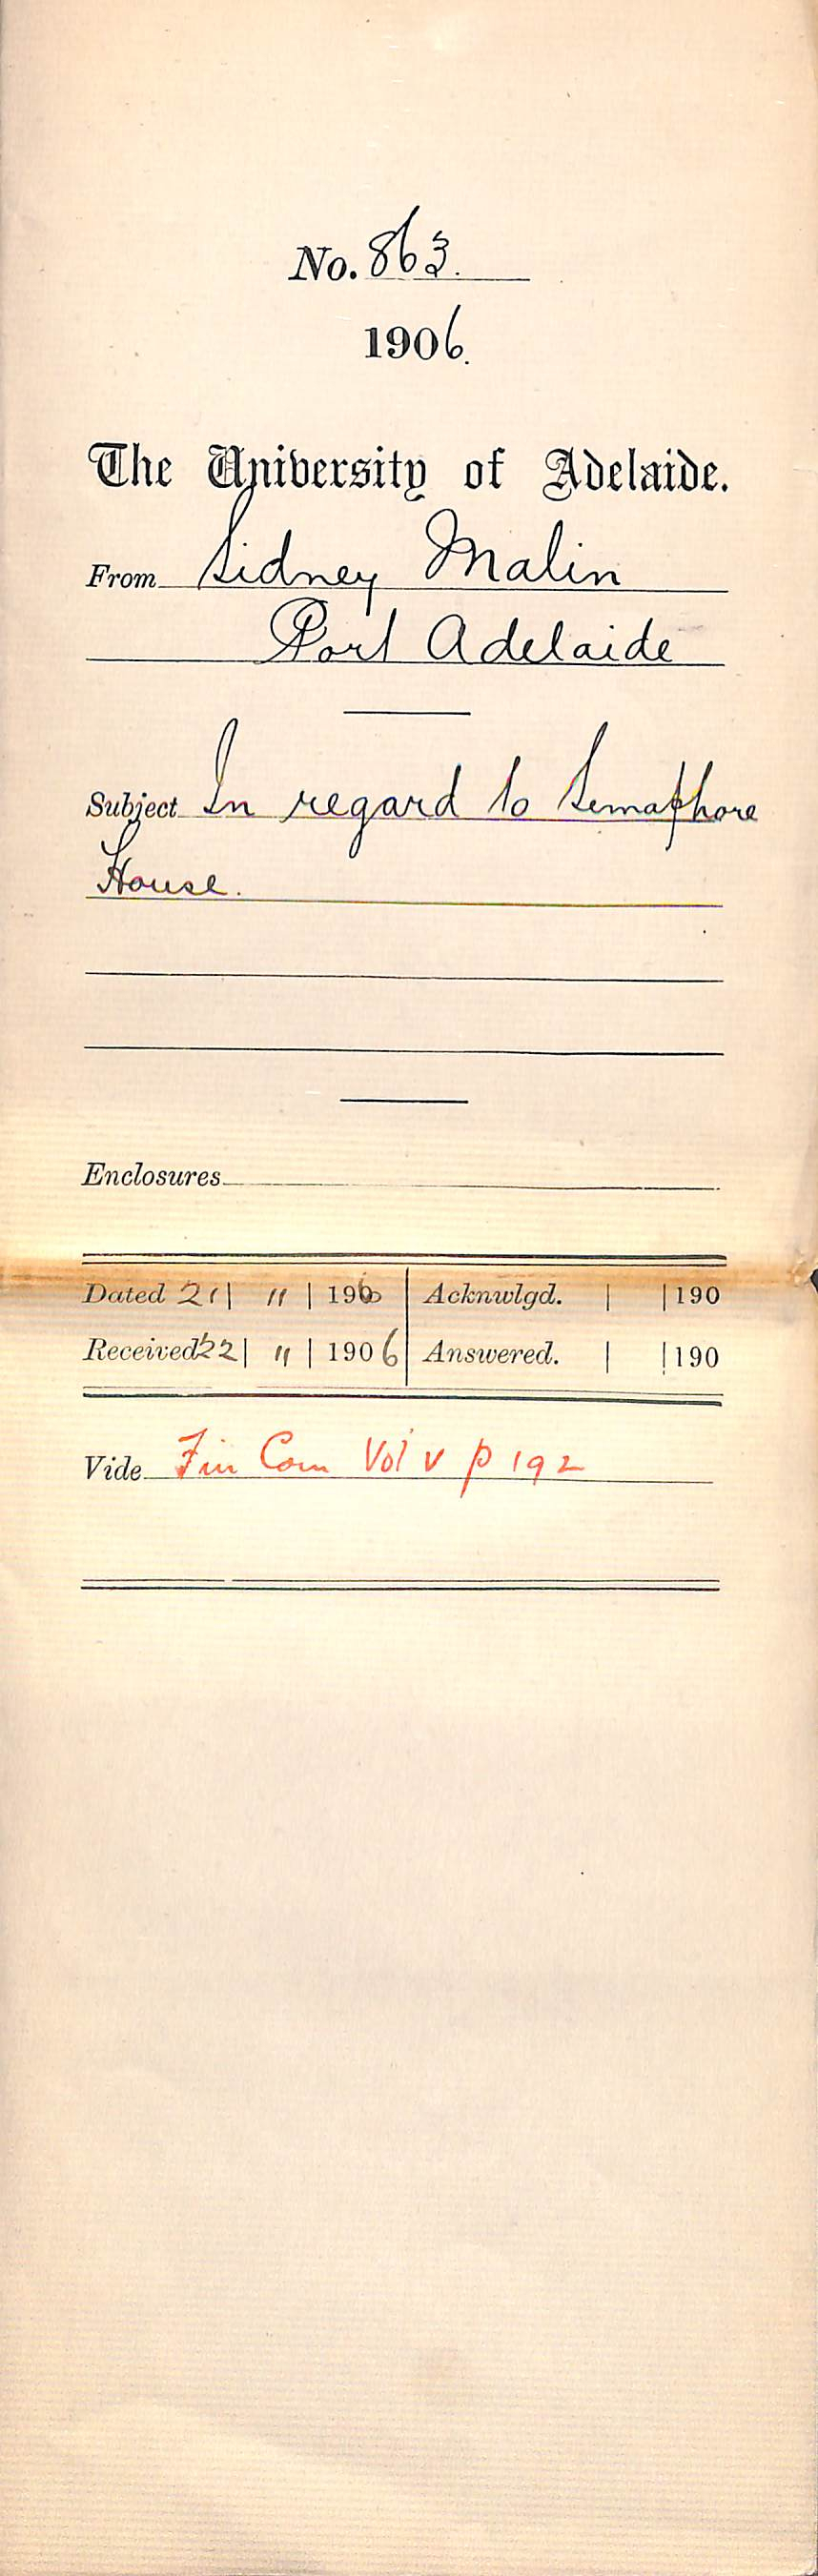 No. 863.
1906.
The University of Adelaide.
From Sidney Malin
Port Adelaide
Subject In regard to Semaphore
House.
Enclosures
Dated 21 | 11 | 1906 | Acknwlgd. | | 190
Received 22 | 11 | 1906 | Answered. | | 190
Vide Fin Com Vol v p 192